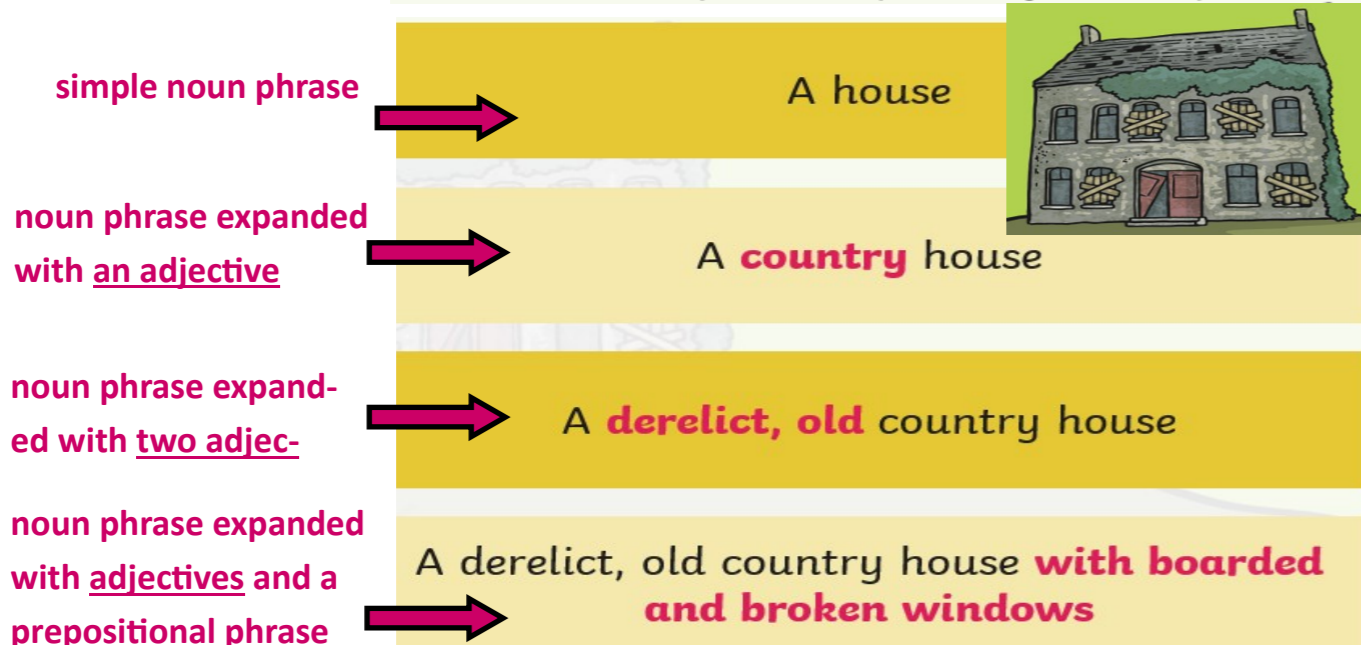 simple noun phrase
A house
noun phrase expanded
with an adjective
A country house
noun phrase expand-
ed with two adjec-
A derelict, old country house
noun phrase expanded
with adjectives and a
prepositional phrase
A derelict, old country house with boarded
and broken windows